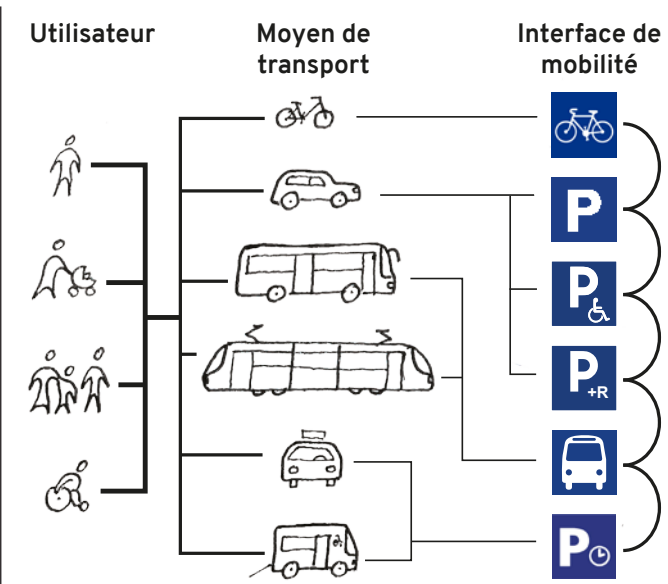 Utilisateur
Moyen de
transport
Interface de
mobilité
P
P
P+R
P